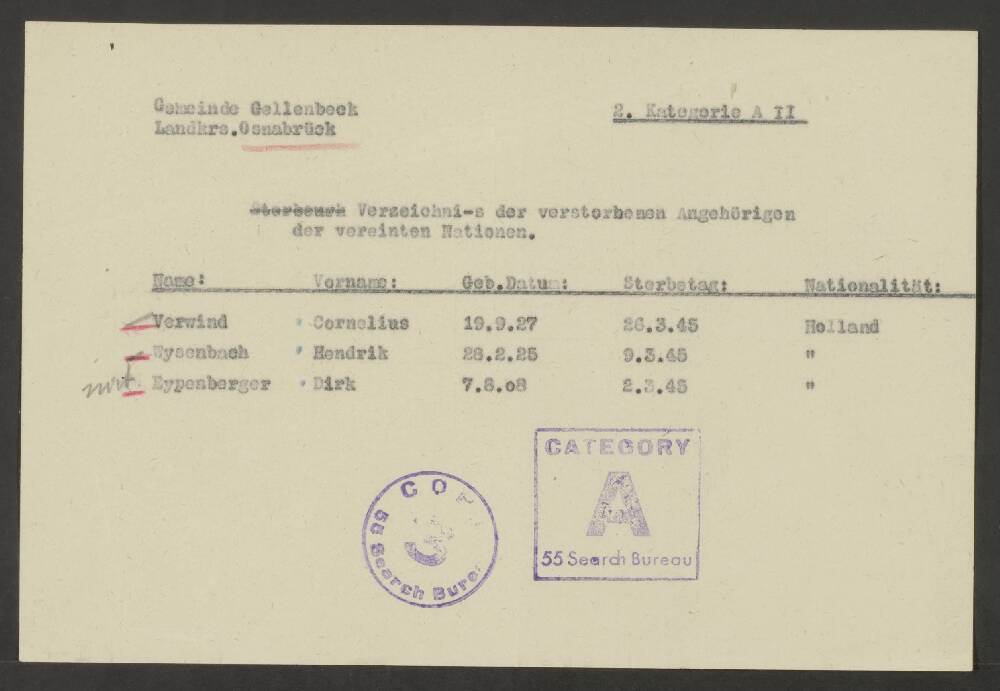 Gemeinde Gellenbeck
2. Kategorie A II
Landkrs.Osnabrück
Verzeichni-s der verstorbenen Angehörigen
der vereinten Nationen.
Name: Vorname: Geb.Datum: Sterbetag: Nationalität:
Verwind Cornelius 19.9.27 26.3.45 Holland
Wysenbach Hendrik 28.2.25 9.3.45 "
Eypenberger Dirk 7.8.08 2.3.45 "
CATEGORY
A
55 Search Bureau
COPY
3
55 Search Bureau